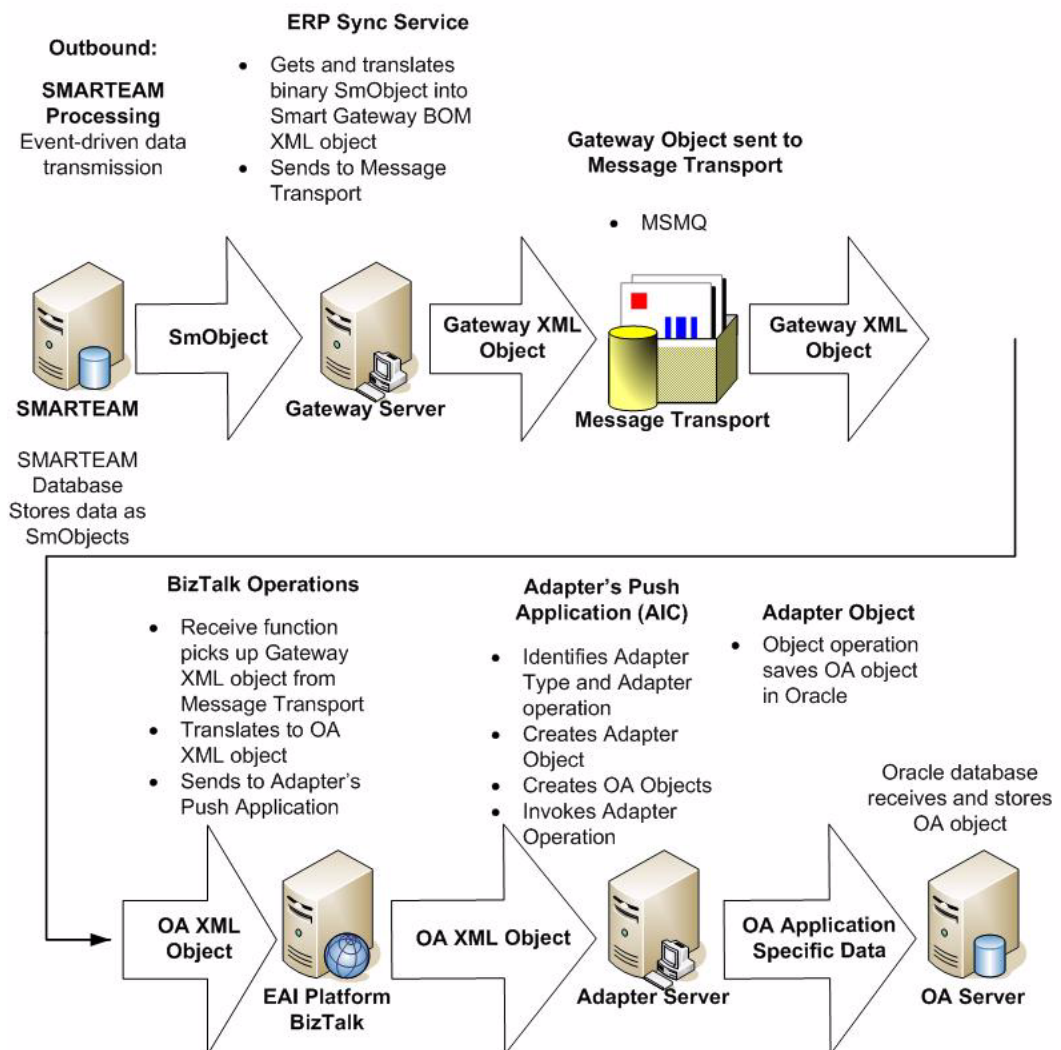 Outbound:
SMARTEAM
Processing
Event-driven data
transmission
ERP Sync Service
• Gets and translates
binary SmObject into
Smart Gateway BOM
XML object
• Sends to Message
Transport
Gateway Object sent to
Message Transport
• MSMQ
SmObject
Gateway XML
Object
Gateway XML
Object
SMARTEAM
Gateway Server
Message Transport
SMARTEAM
Database
Stores data as
SmObjects
BizTalk Operations
• Receive function
picks up Gateway
XML object from
Message Transport
• Translates to OA
XML object
• Sends to Adapter's
Push Application
Adapter's Push
Application (AIC)
• Identifies Adapter
Type and Adapter
operation
• Creates Adapter
Object
• Creates OA Objects
• Invokes Adapter
Operation
Adapter Object
• Object operation
saves OA object
in Oracle
Oracle database
receives and stores
OA object
OA XML
Object
OA XML Object
OA Application
Specific Data
EAI Platform
BizTalk
Adapter Server
OA Server